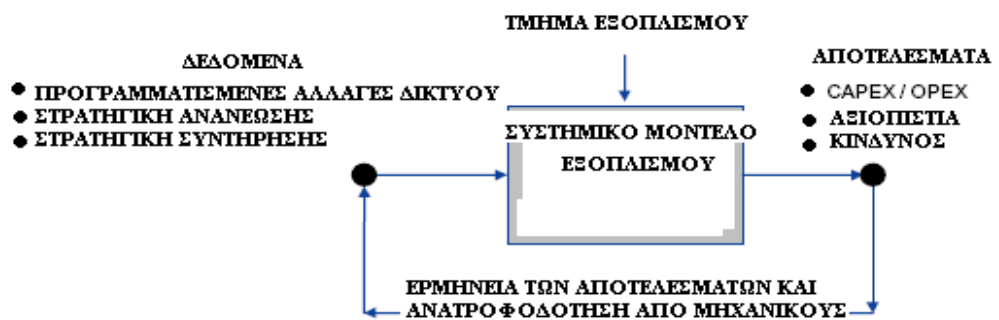 ΤΜΗΜΑ ΕΞΟΠΛΙΣΜΟΥ
ΔΕΔΟΜΕΝΑ
ΠΡΟΓΡΑΜΜΑΤΙΣΜΕΝΕΣ ΑΛΛΑΓΕΣ ΔΙΚΤΥΟΥ
ΣΤΡΑΤΗΓΙΚΗ ΑΝΑΝΕΩΣΗΣ
ΣΤΡΑΤΗΓΙΚΗ ΣΥΝΤΗΡΗΣΗΣ
ΣΥΣΤΗΜΙΚΟ ΜΟΝΤΕΛΟ
ΕΞΟΠΛΙΣΜΟΥ
ΑΠΟΤΕΛΕΣΜΑΤΑ
CAPEX / OPEX
ΑΞΙΟΠΙΣΤΙΑ
ΚΙΝΔΥΝΟΣ
ΕΡΜΗΝΕΙΑ ΤΩΝ ΑΠΟΤΕΛΕΣΜΑΤΩΝ ΚΑΙ
ΑΝΑΤΡΟΦΟΔΟΤΗΣΗ ΑΠΟ ΜΗΧΑΝΙΚΟΥΣ